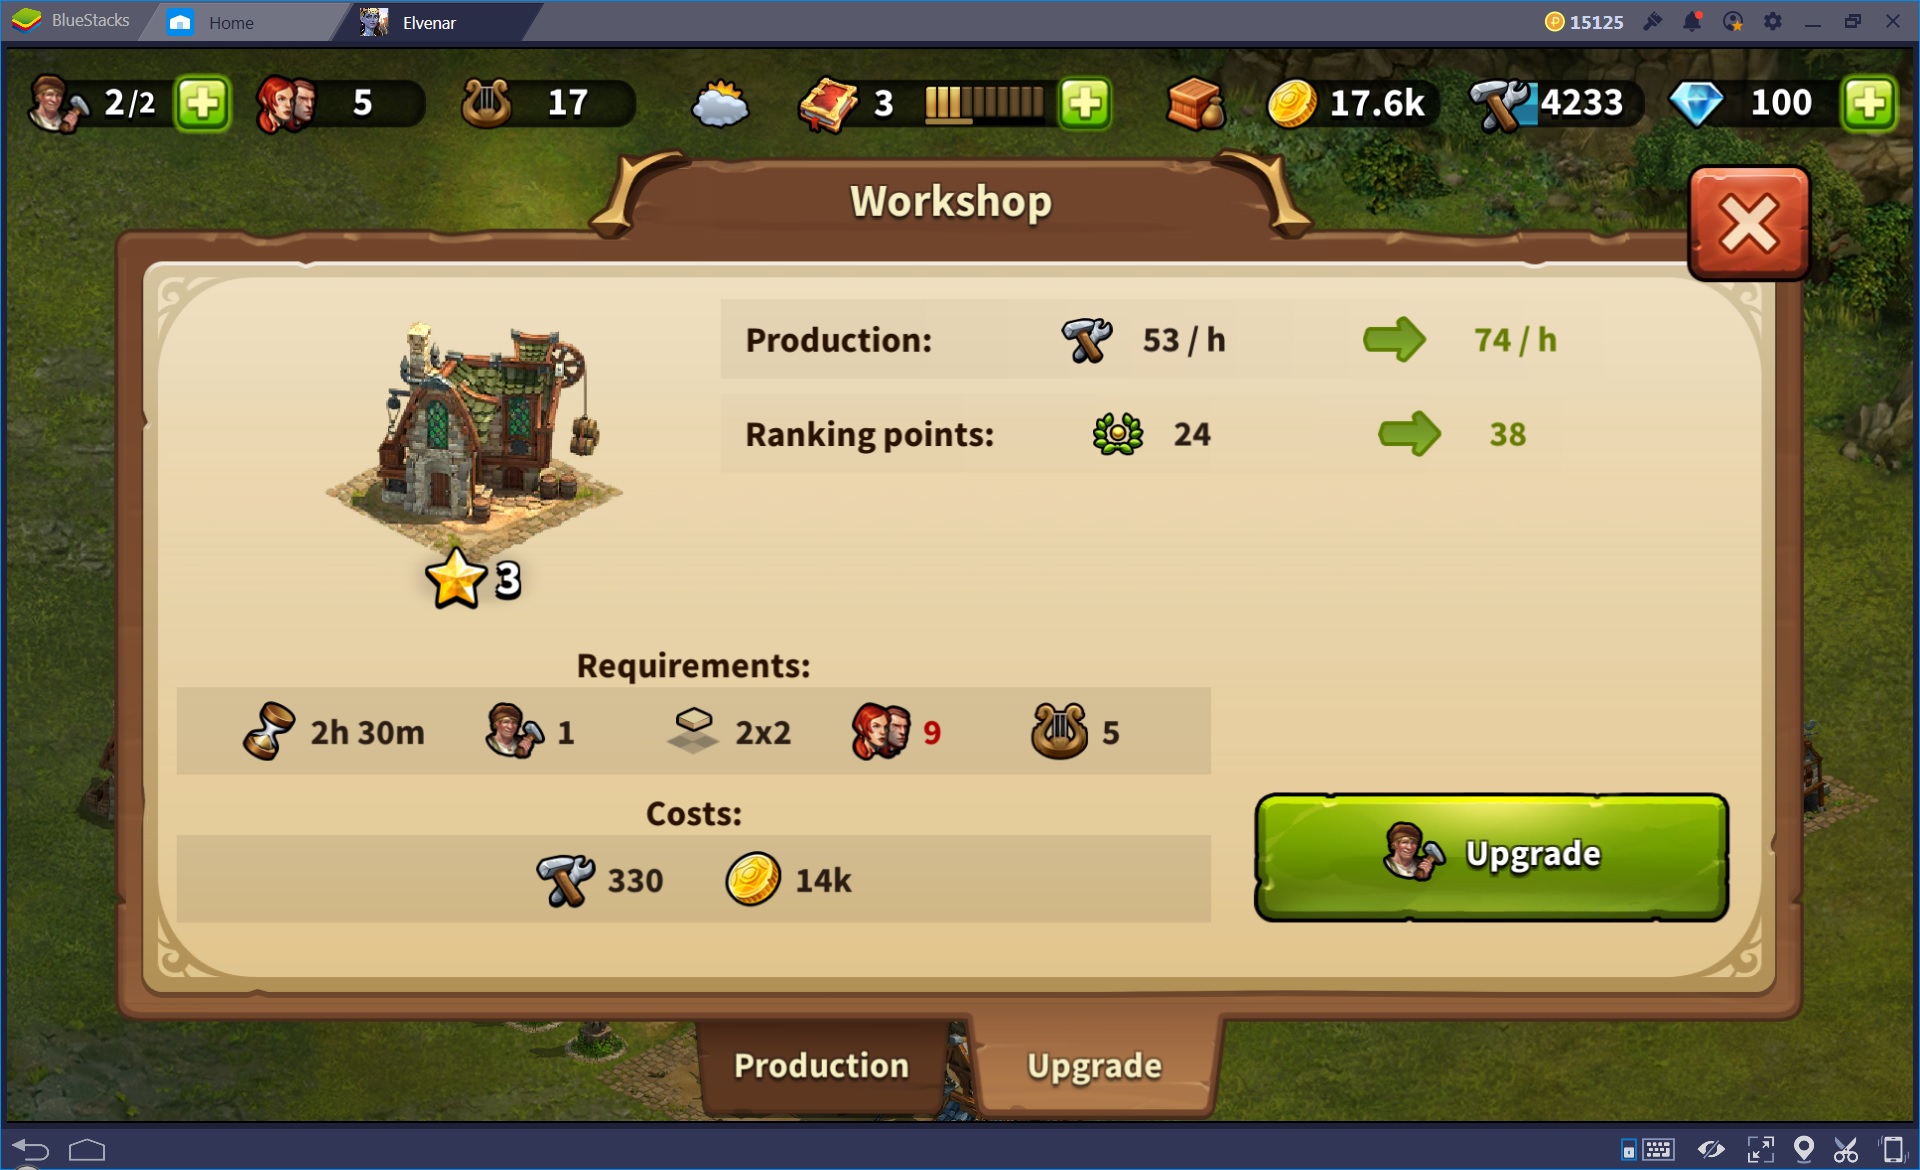 BlueStacks Home Elvenar 15125
2/2 5 17 3 17.6k 4233 100
Workshop
Production: 53 / h 74 / h
Ranking points: 24 38
3
Requirements:
2h 30m 1 2x2 9 5
Costs:
330 14k
Upgrade
Production Upgrade